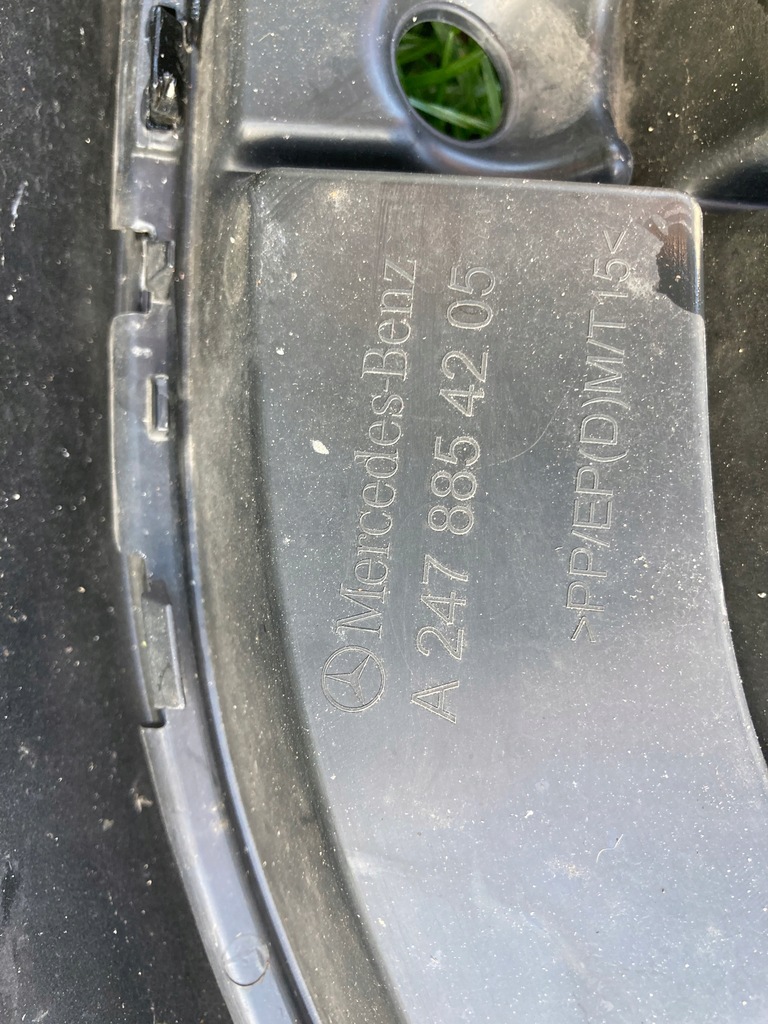 Mercedes-Benz
A 247 885 42 05
>PP/EP(D)M/T15<